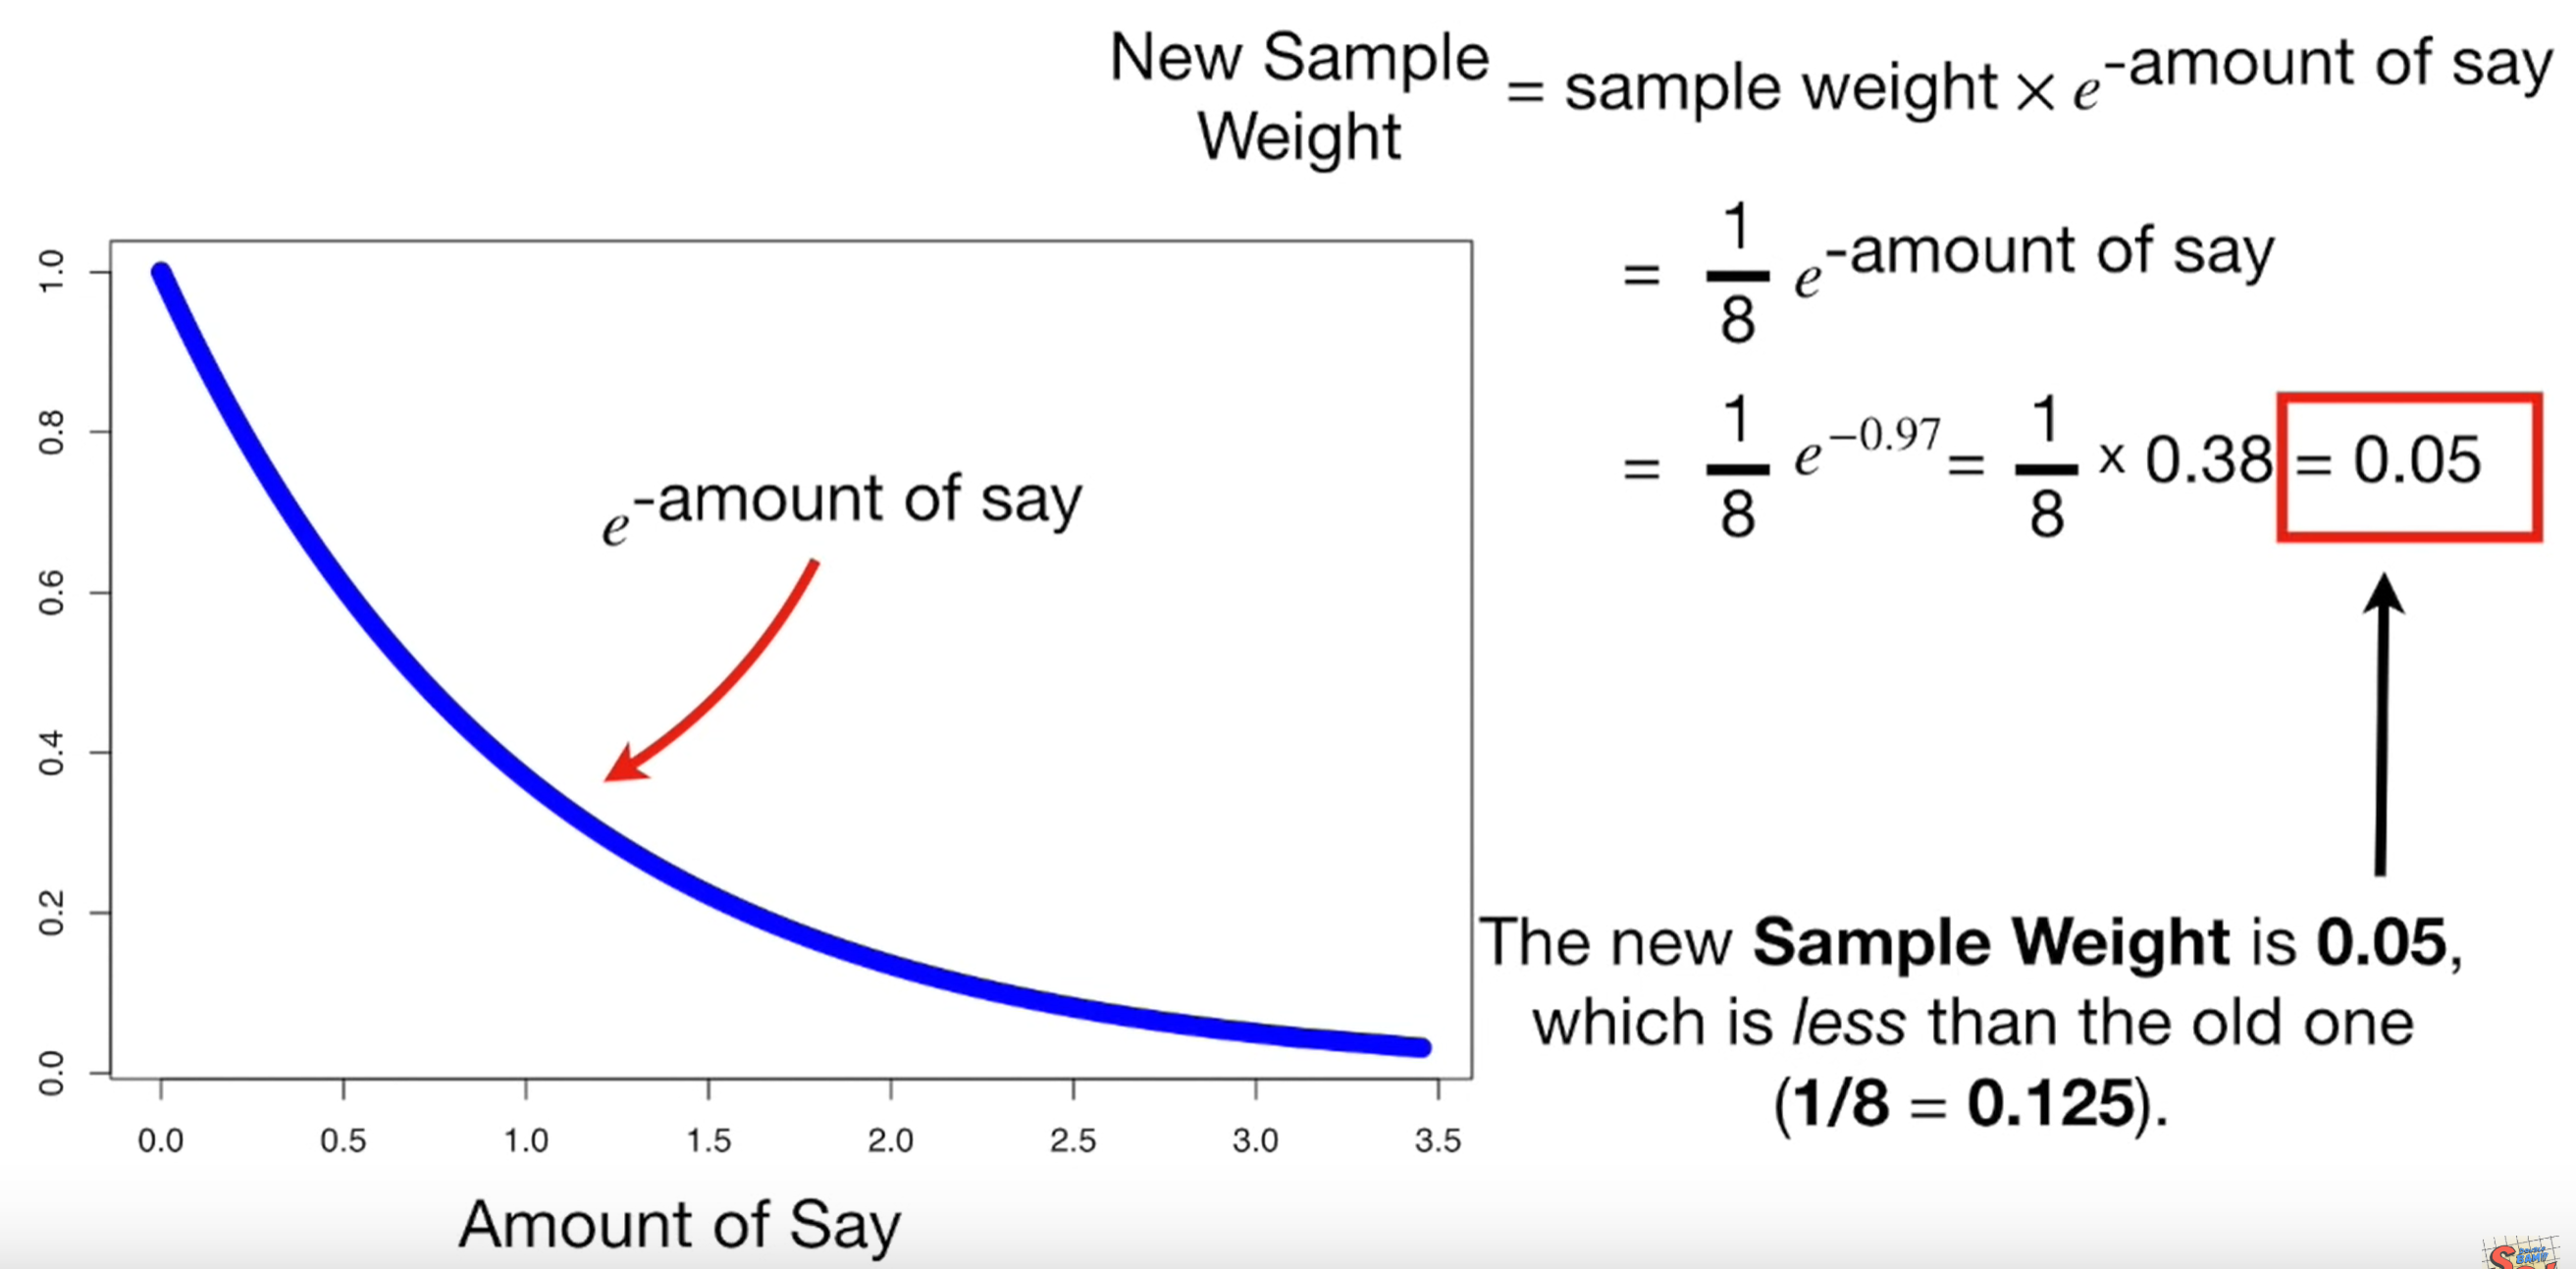 New Sample
Weight
= sample weight × e^-amount of say
= 1/8 e^-amount of say
= 1/8 e^−0.97 = 1/8 x 0.38 = 0.05
1.0
0.8
0.6
0.4
0.2
0.0
e^-amount of say
0.0 0.5 1.0 1.5 2.0 2.5 3.0 3.5
Amount of Say
The new Sample Weight is 0.05,
which is less than the old one
(1/8 = 0.125).
DOUBLE
BAM!!